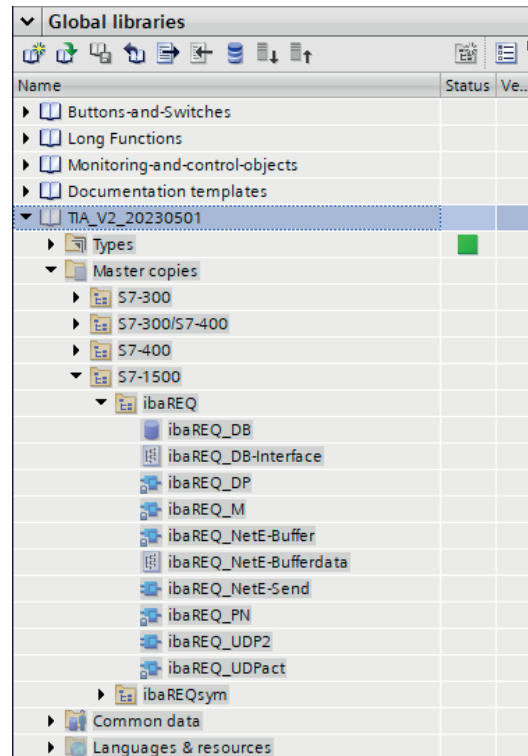 Global libraries
Name Status Ve..
Buttons-and-Switches
Long Functions
Monitoring-and-control-objects
Documentation templates
TIA_V2_20230501
Types
Master copies
S7-300
S7-300/S7-400
S7-400
S7-1500
ibaREQ
ibaREQ_DB
ibaREQ_DB-Interface
ibaREQ_DP
ibaREQ_M
ibaREQ_NetE-Buffer
ibaREQ_NetE-Bufferdata
ibaREQ_NetE-Send
ibaREQ_PN
ibaREQ_UDP2
ibaREQ_UDPact
ibaREQsym
Common data
Languages & resources